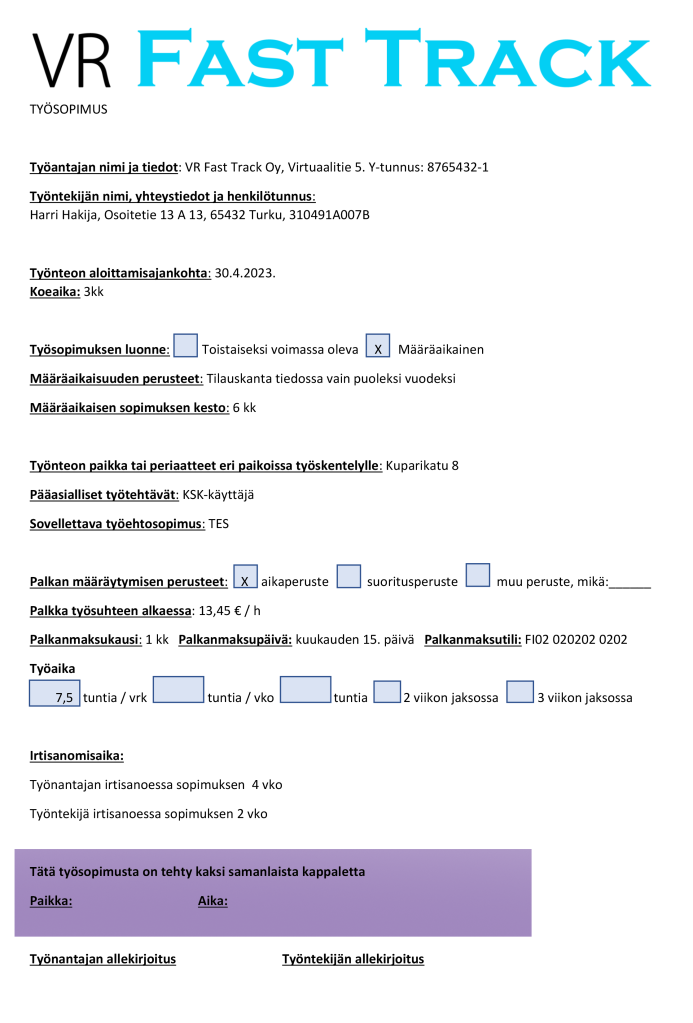 VR FAST TRACK
TYÖSOPIMUS
Työantajan nimi ja tiedot: VR Fast Track Oy, Virtuaalitie 5. Y-tunnus: 8765432-1
Työntekijän nimi, yhteystiedot ja henkilötunnus:
Harri Hakija, Osoitetie 13 A 13, 65432 Turku, 310491A007B
Työnteon aloittamisajankohta: 30.4.2023.
Koeaika: 3kk
Työsopimuksen luonne: Toistaiseksi voimassa oleva X Määräaikainen
Määräaikaisuuden perusteet: Tilauskanta tiedossa vain puoleksi vuodeksi
Määräaikaisen sopimuksen kesto: 6 kk
Työnteon paikka tai periaatteet eri paikoissa työskentelylle: Kuparikatu 8
Pääasialliset työtehtävät: KSK-käyttäjä
Sovellettava työehtosopimus: TES
Palkan määräytymisen perusteet: X aikaperuste suoritusperuste muu peruste, mikä:______
Palkka työsuhteen alkaessa: 13,45 € / h
Palkanmaksukausi: 1 kk Palkanmaksupäivä: kuukauden 15. päivä Palkanmaksutili: FI02 020202 0202
Työaika
7,5 tuntia / vrk tuntia / vko tuntia 2 viikon jaksossa 3 viikon jaksossa
Irtisanomisaika:
Työnantajan irtisanoessa sopimuksen 4 vko
Työntekijä irtisanoessa sopimuksen 2 vko
Tätä työsopimusta on tehty kaksi samanlaista kappaletta
Paikka: Aika:
Työnantajan allekirjoitus Työntekijän allekirjoitus